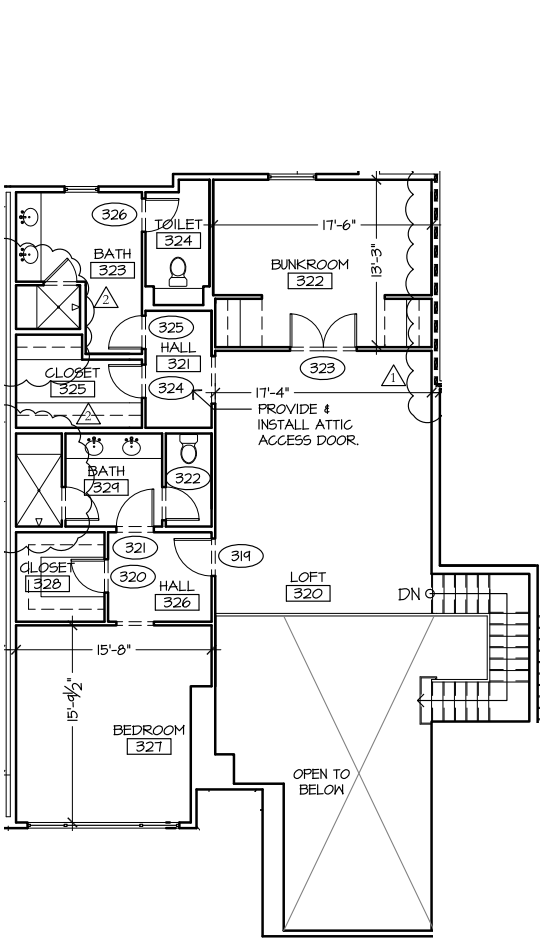 326
TOILET
324
17'-6"
BATH
323
BUNKROOM
322
13'-3"
2
325
HALL
321
323
CLOSET
325
324
1
17'-4"
2
PROVIDE &
INSTALL ATTIC
ACCESS DOOR.
BATH
329
322
321
319
CLOSET
328
320
HALL
326
LOFT
320
DN
15'-8"
15'-9½"
BEDROOM
327
OPEN TO
BELOW